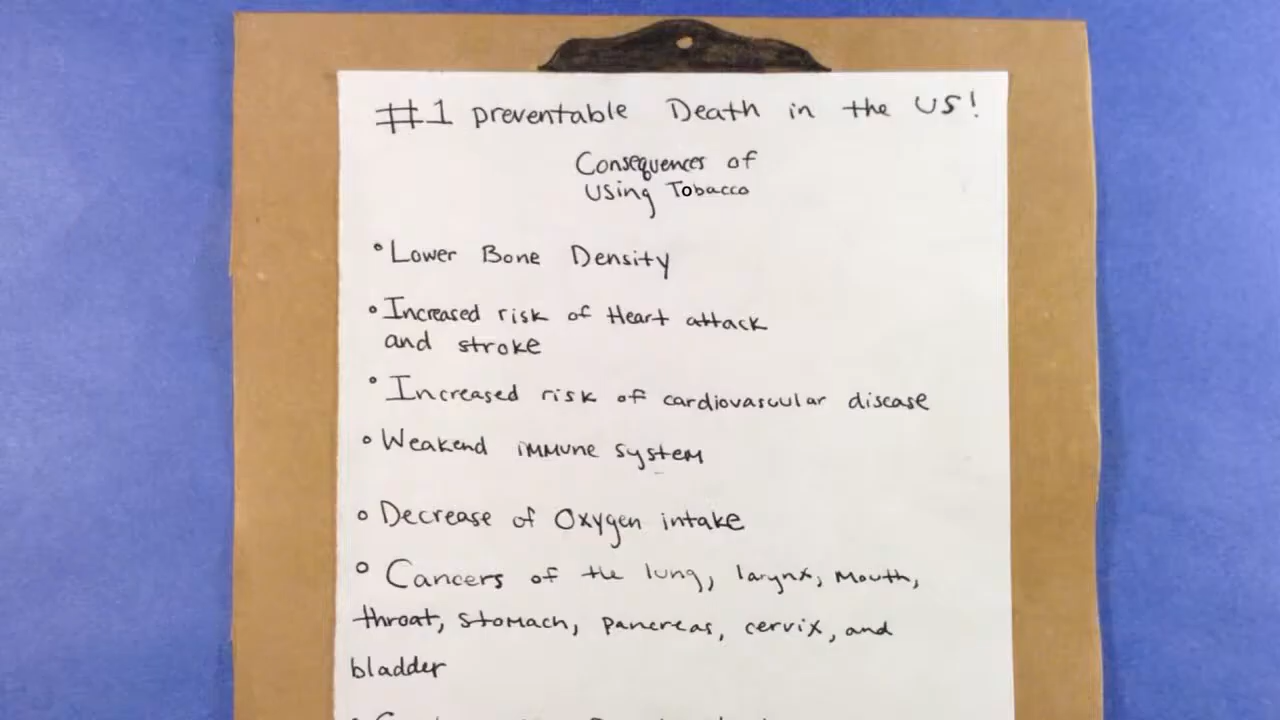 #1 preventable Death in the US!
Consequences of
Using Tobacco
• Lower Bone Density
• Increased risk of Heart attack
and stroke
• Increased risk of cardiovascular disease
• Weakend immune system
• Decrease of Oxygen intake
• Cancers of the lung, larynx, Mouth,
throat, stomach, pancreas, cervix, and
bladder